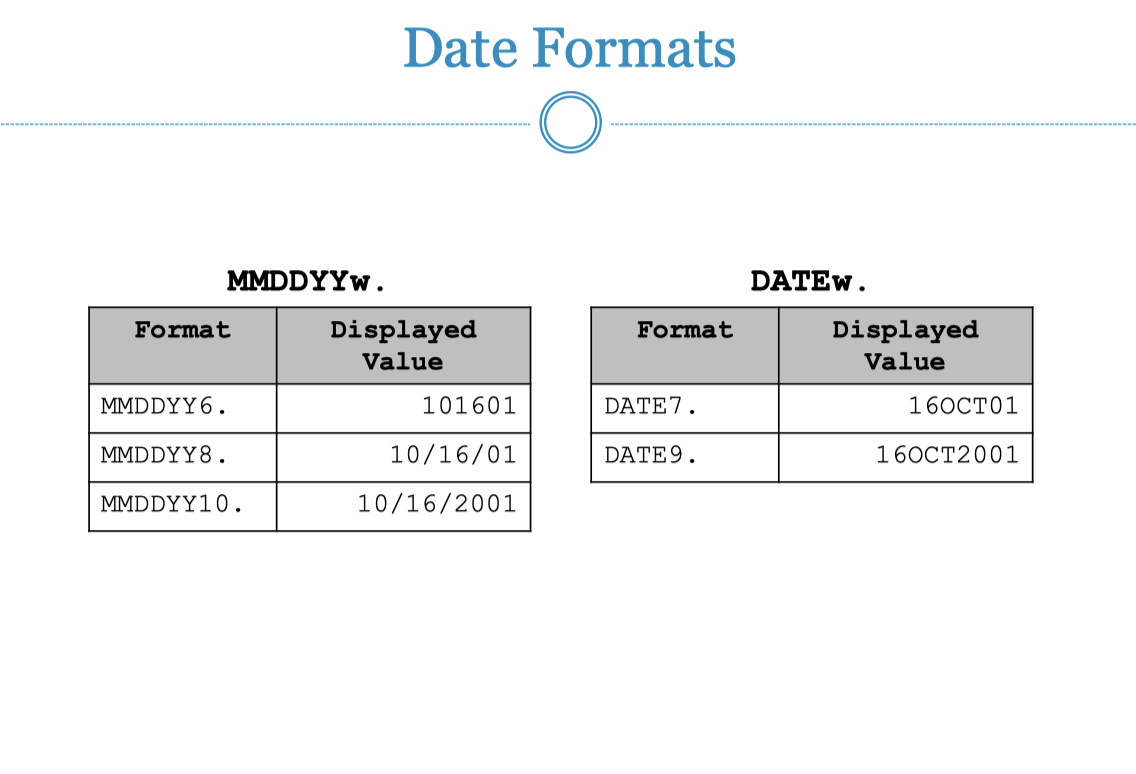 Date Formats
MMDDYYw.
Format Displayed
Value
MMDDYY6. 101601
MMDDYY8. 10/16/01
MMDDYY10. 10/16/2001
DATEw.
Format Displayed
Value
DATE7. 16OCT01
DATE9. 16OCT2001